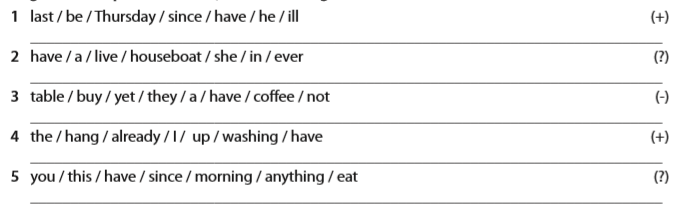 1 last / be / Thursday / since / have / he / ill (+)
2 have / a / live / houseboat / she / in / ever (?)
3 table / buy / yet / they / a / have / coffee / not (-)
4 the / hang / already / I / up / washing / have (+)
5 you / this / have / since / morning / anything / eat (?)